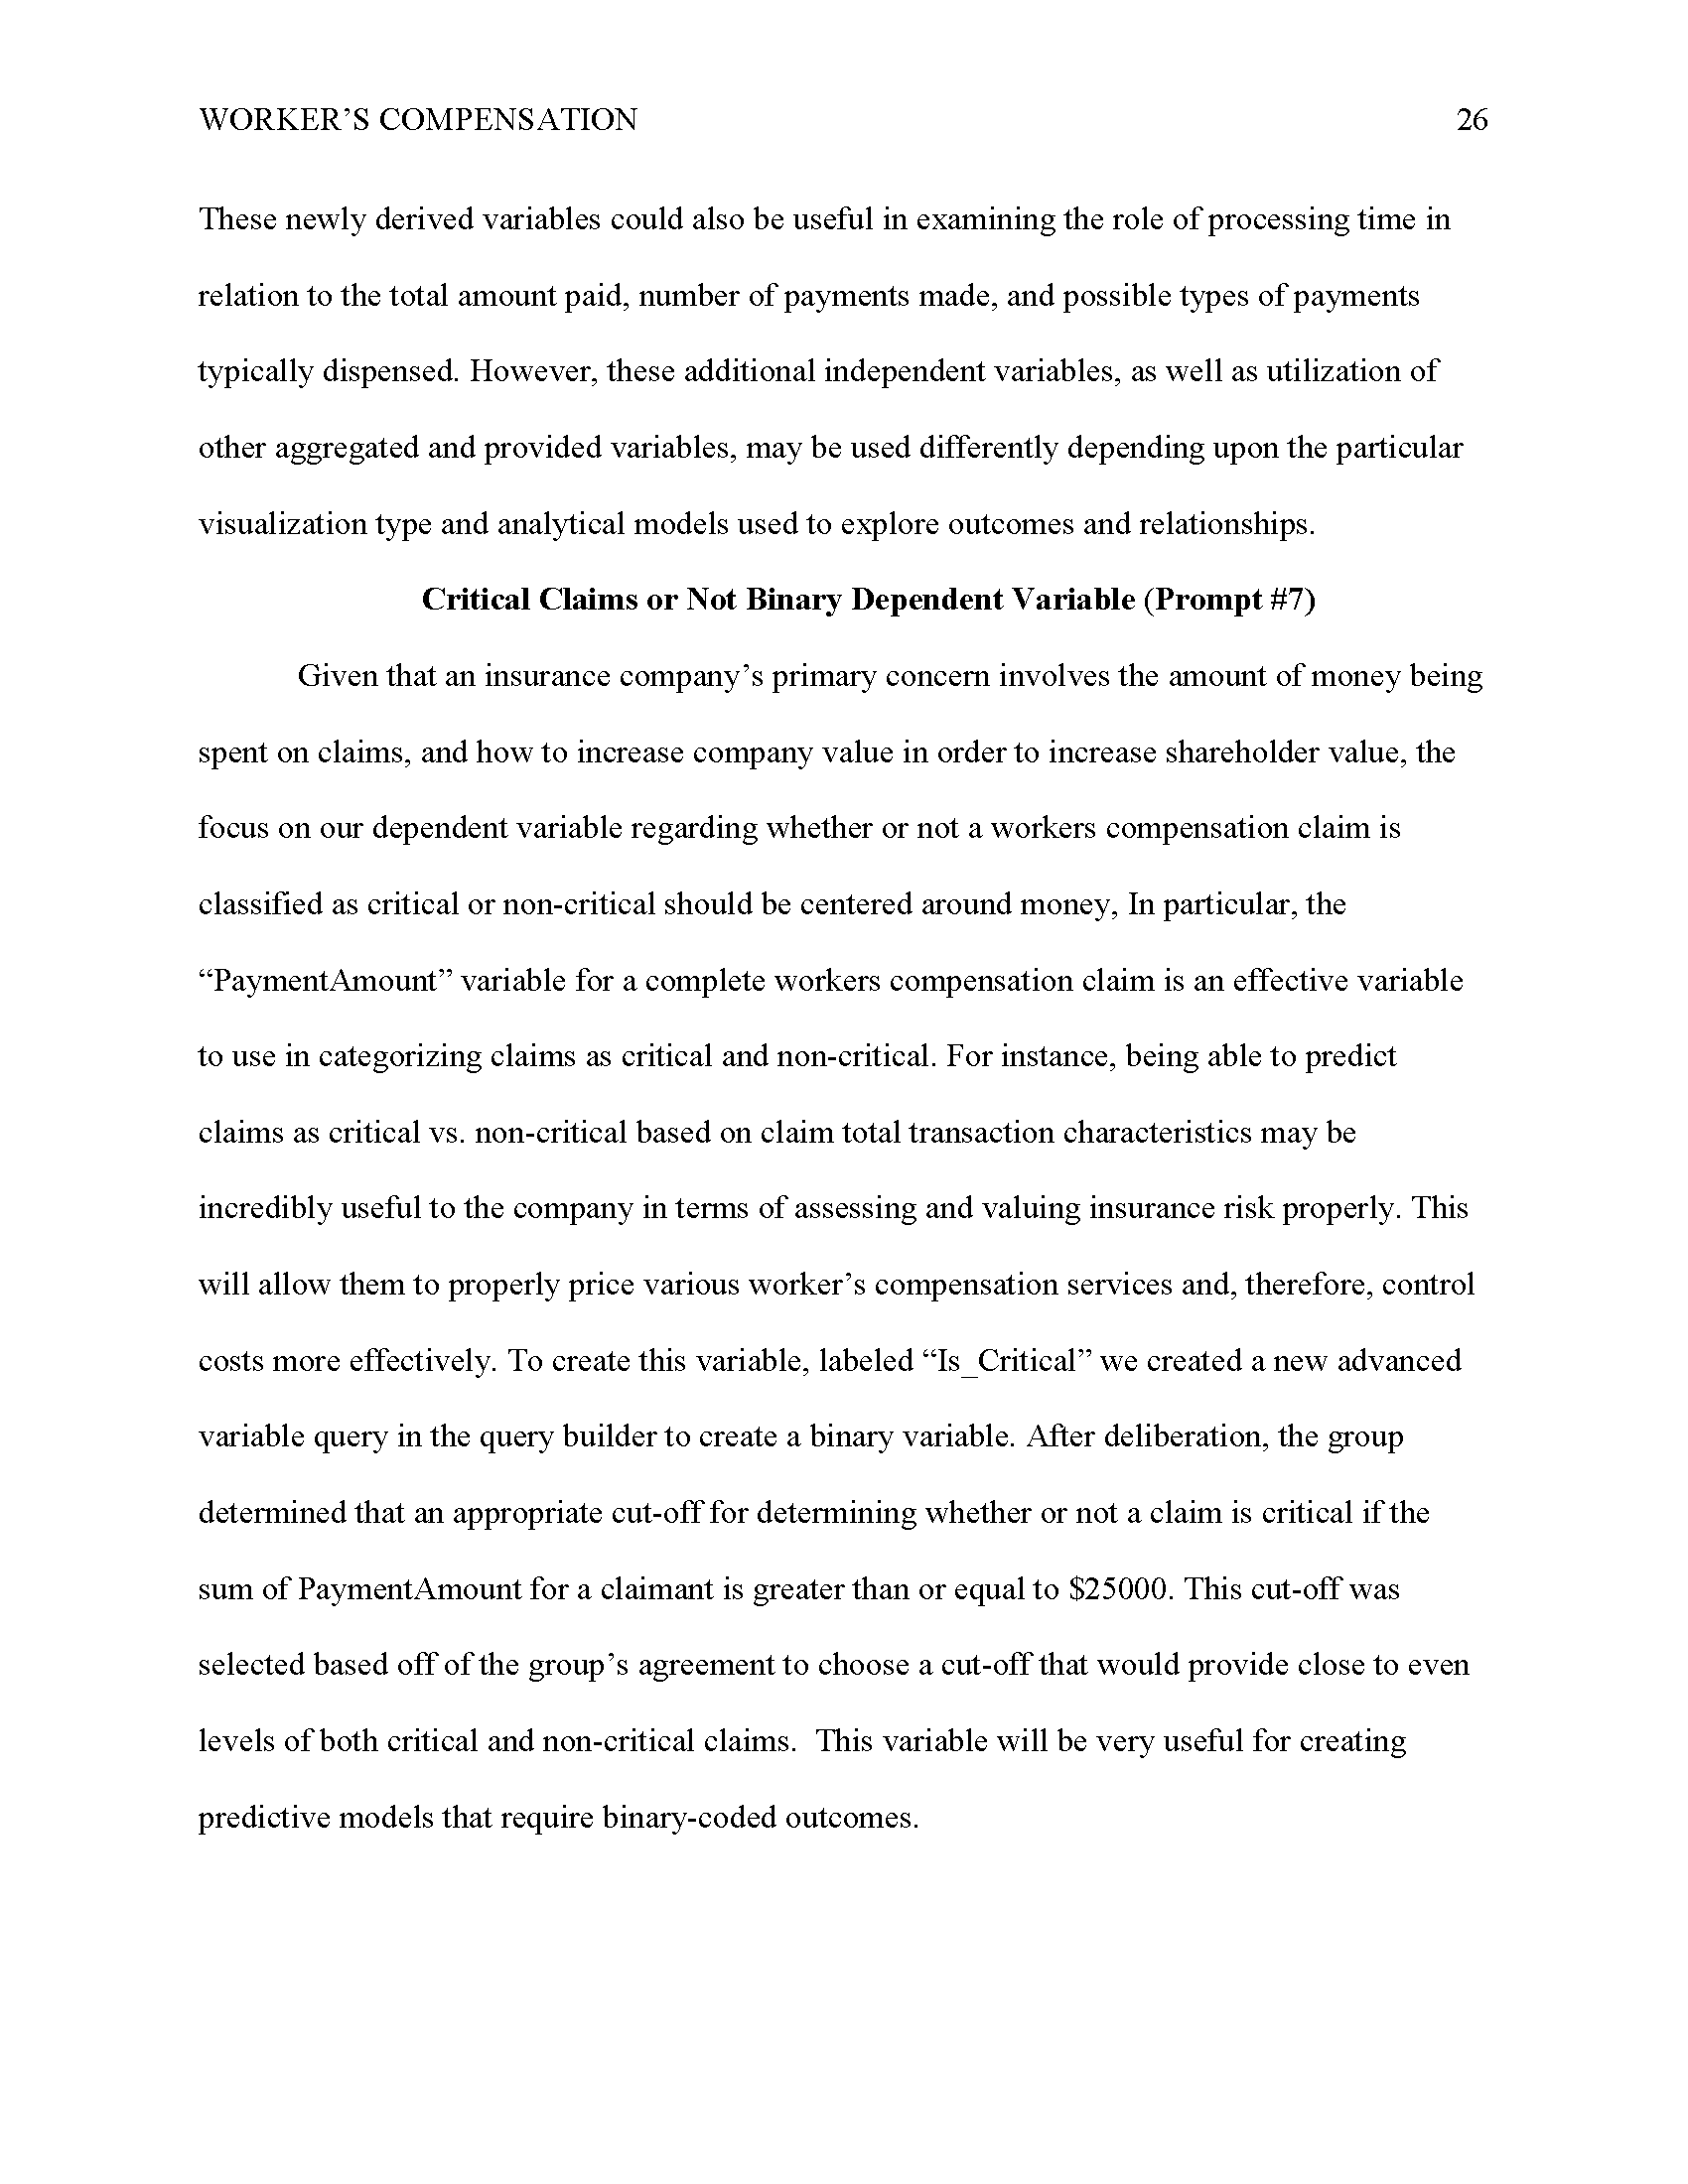 WORKER’S COMPENSATION 26
These newly derived variables could also be useful in examining the role of processing time in
relation to the total amount paid, number of payments made, and possible types of payments
typically dispensed. However, these additional independent variables, as well as utilization of
other aggregated and provided variables, may be used differently depending upon the particular
visualization type and analytical models used to explore outcomes and relationships.
Critical Claims or Not Binary Dependent Variable (Prompt #7)
Given that an insurance company’s primary concern involves the amount of money being
spent on claims, and how to increase company value in order to increase shareholder value, the
focus on our dependent variable regarding whether or not a workers compensation claim is
classified as critical or non-critical should be centered around money, In particular, the
“PaymentAmount” variable for a complete workers compensation claim is an effective variable
to use in categorizing claims as critical and non-critical. For instance, being able to predict
claims as critical vs. non-critical based on claim total transaction characteristics may be
incredibly useful to the company in terms of assessing and valuing insurance risk properly. This
will allow them to properly price various worker’s compensation services and, therefore, control
costs more effectively. To create this variable, labeled “Is_Critical” we created a new advanced
variable query in the query builder to create a binary variable. After deliberation, the group
determined that an appropriate cut-off for determining whether or not a claim is critical if the
sum of PaymentAmount for a claimant is greater than or equal to $25000. This cut-off was
selected based off of the group’s agreement to choose a cut-off that would provide close to even
levels of both critical and non-critical claims.  This variable will be very useful for creating
predictive models that require binary-coded outcomes.